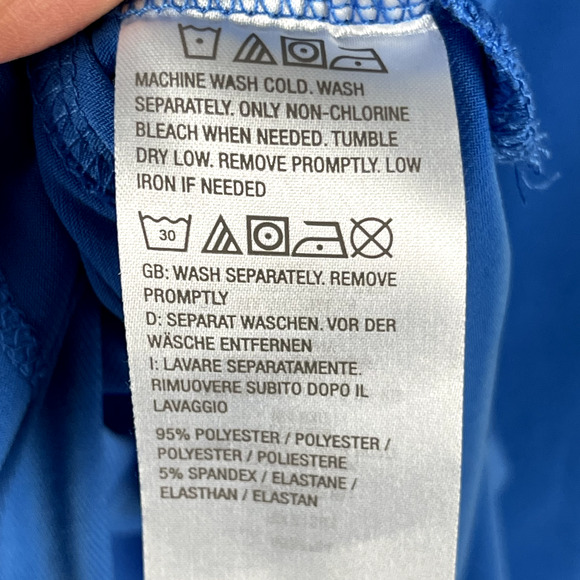 MACHINE WASH COLD. WASH
SEPARATELY. ONLY NON-CHLORINE
BLEACH WHEN NEEDED. TUMBLE
DRY LOW. REMOVE PROMPTLY. LOW
IRON IF NEEDED
30
GB: WASH SEPARATELY. REMOVE
PROMPTLY
D: SEPARAT WASCHEN. VOR DER
WÄSCHE ENTFERNEN
I: LAVARE SEPARATAMENTE.
RIMUOVERE SUBITO DOPO IL
LAVAGGIO
95% POLYESTER / POLYESTER /
POLYESTER / POLIESTERE
5% SPANDEX / ELASTANE /
ELASTHAN / ELASTAN